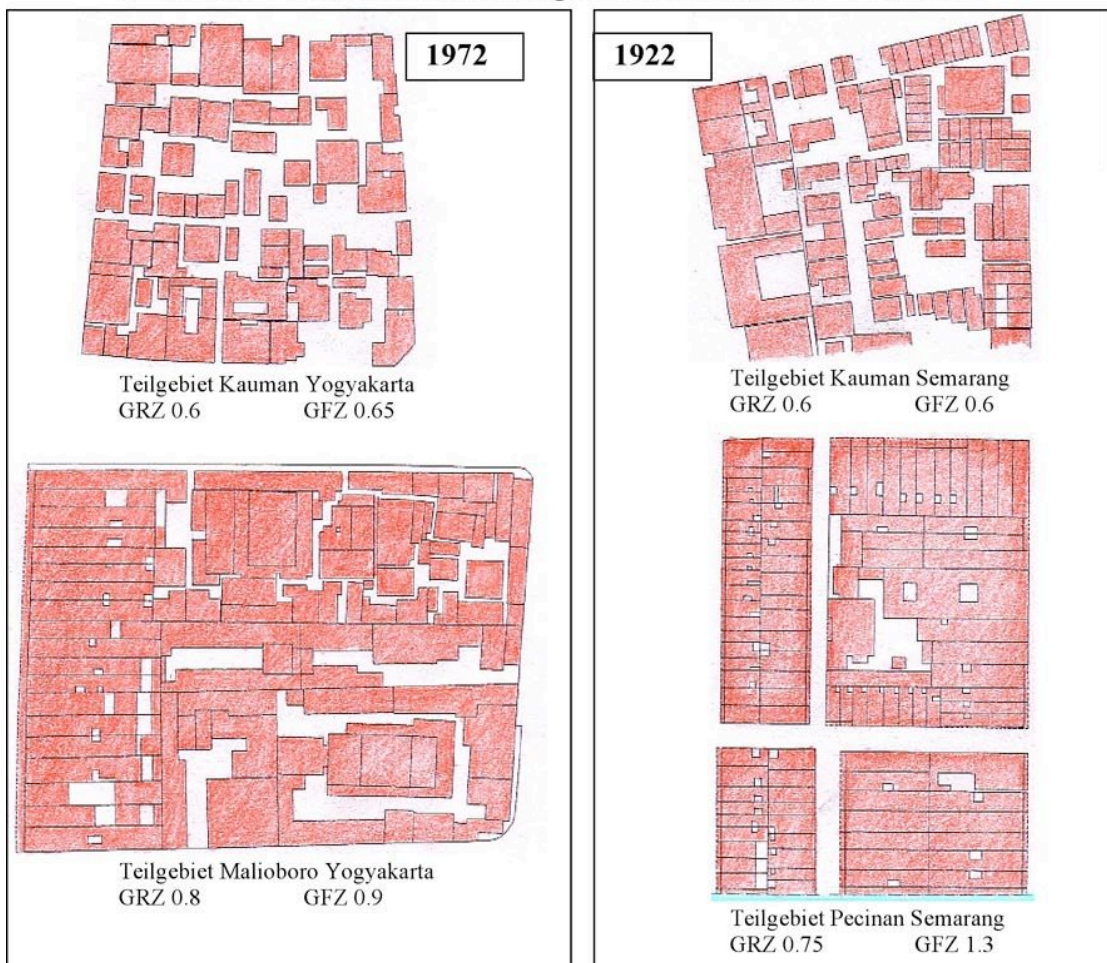 1972
Teilgebiet Kauman Yogyakarta
GRZ 0.6 GFZ 0.65
Teilgebiet Malioboro Yogyakarta
GRZ 0.8 GFZ 0.9
1922
Teilgebiet Kauman Semarang
GRZ 0.6 GFZ 0.6
Teilgebiet Pecinan Semarang
GRZ 0.75 GFZ 1.3